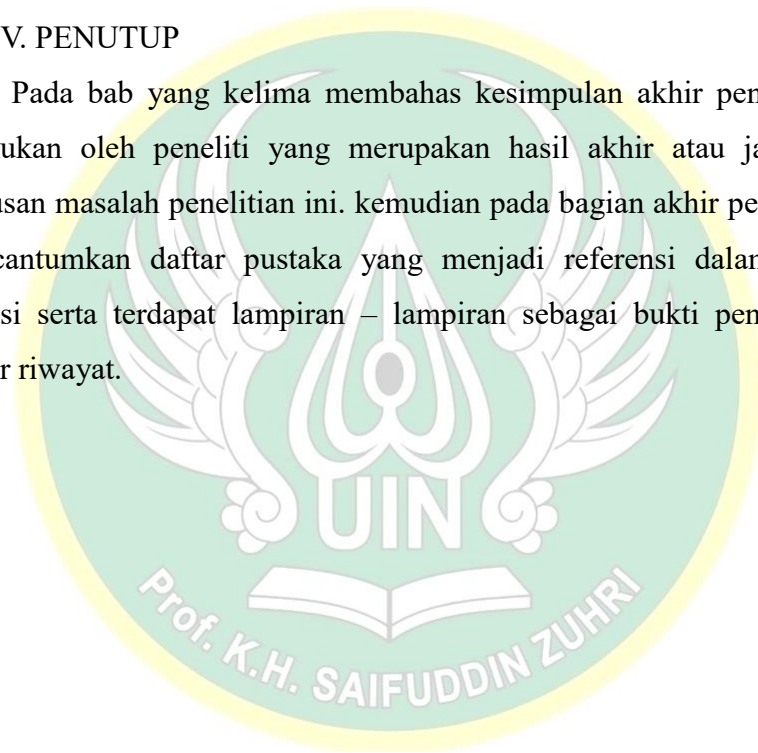 V. PENUTUP
Pada bab yang kelima membahas kesimpulan akhir pen
ukan oleh peneliti yang merupakan hasil akhir atau ja
usan masalah penelitian ini. kemudian pada bagian akhir pe
cantumkan daftar pustaka yang menjadi referensi dalan
si serta terdapat lampiran – lampiran sebagai bukti pen
r riwayat.
UIN
Prof. K.H. SAIFUDDIN ZUHRI